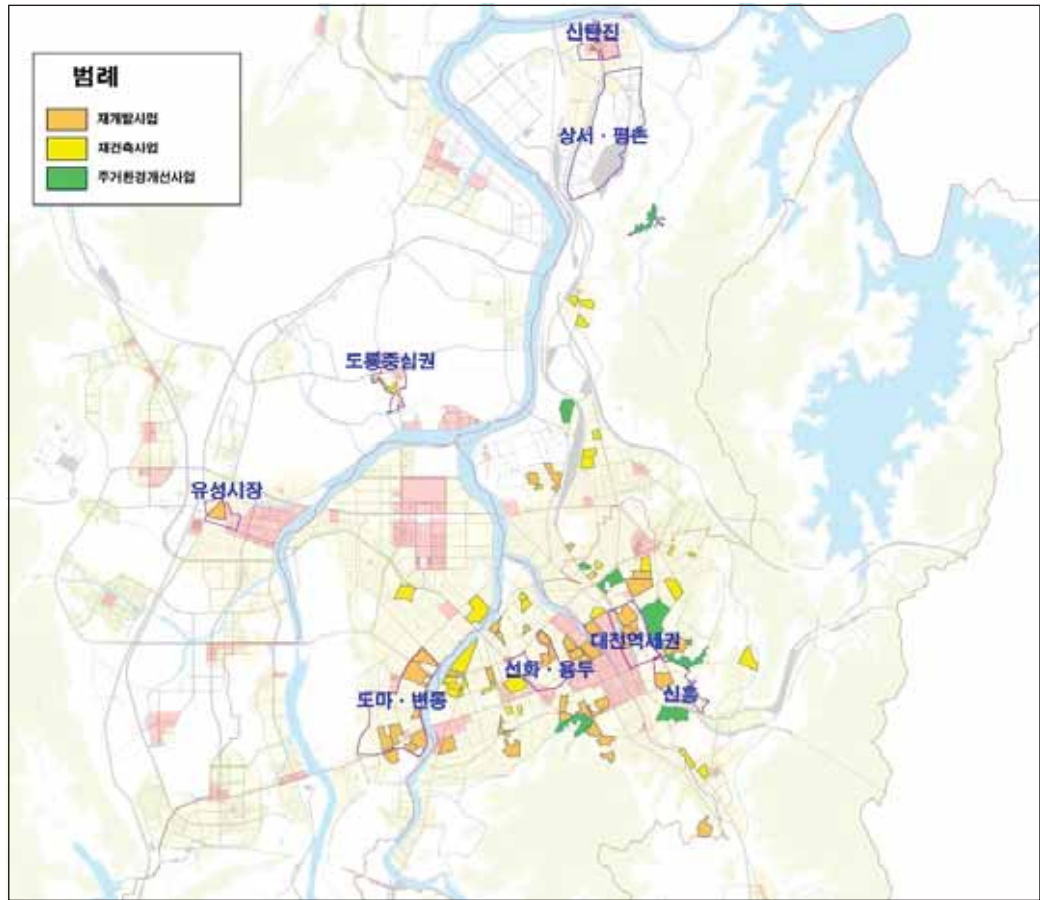 신탄진
범례
재개발사업
재건축사업
주거환경개선사업
상서 · 평촌
도룡중심권
유성시장
대전역세권
선화 · 용두
도마 · 변동
신흥